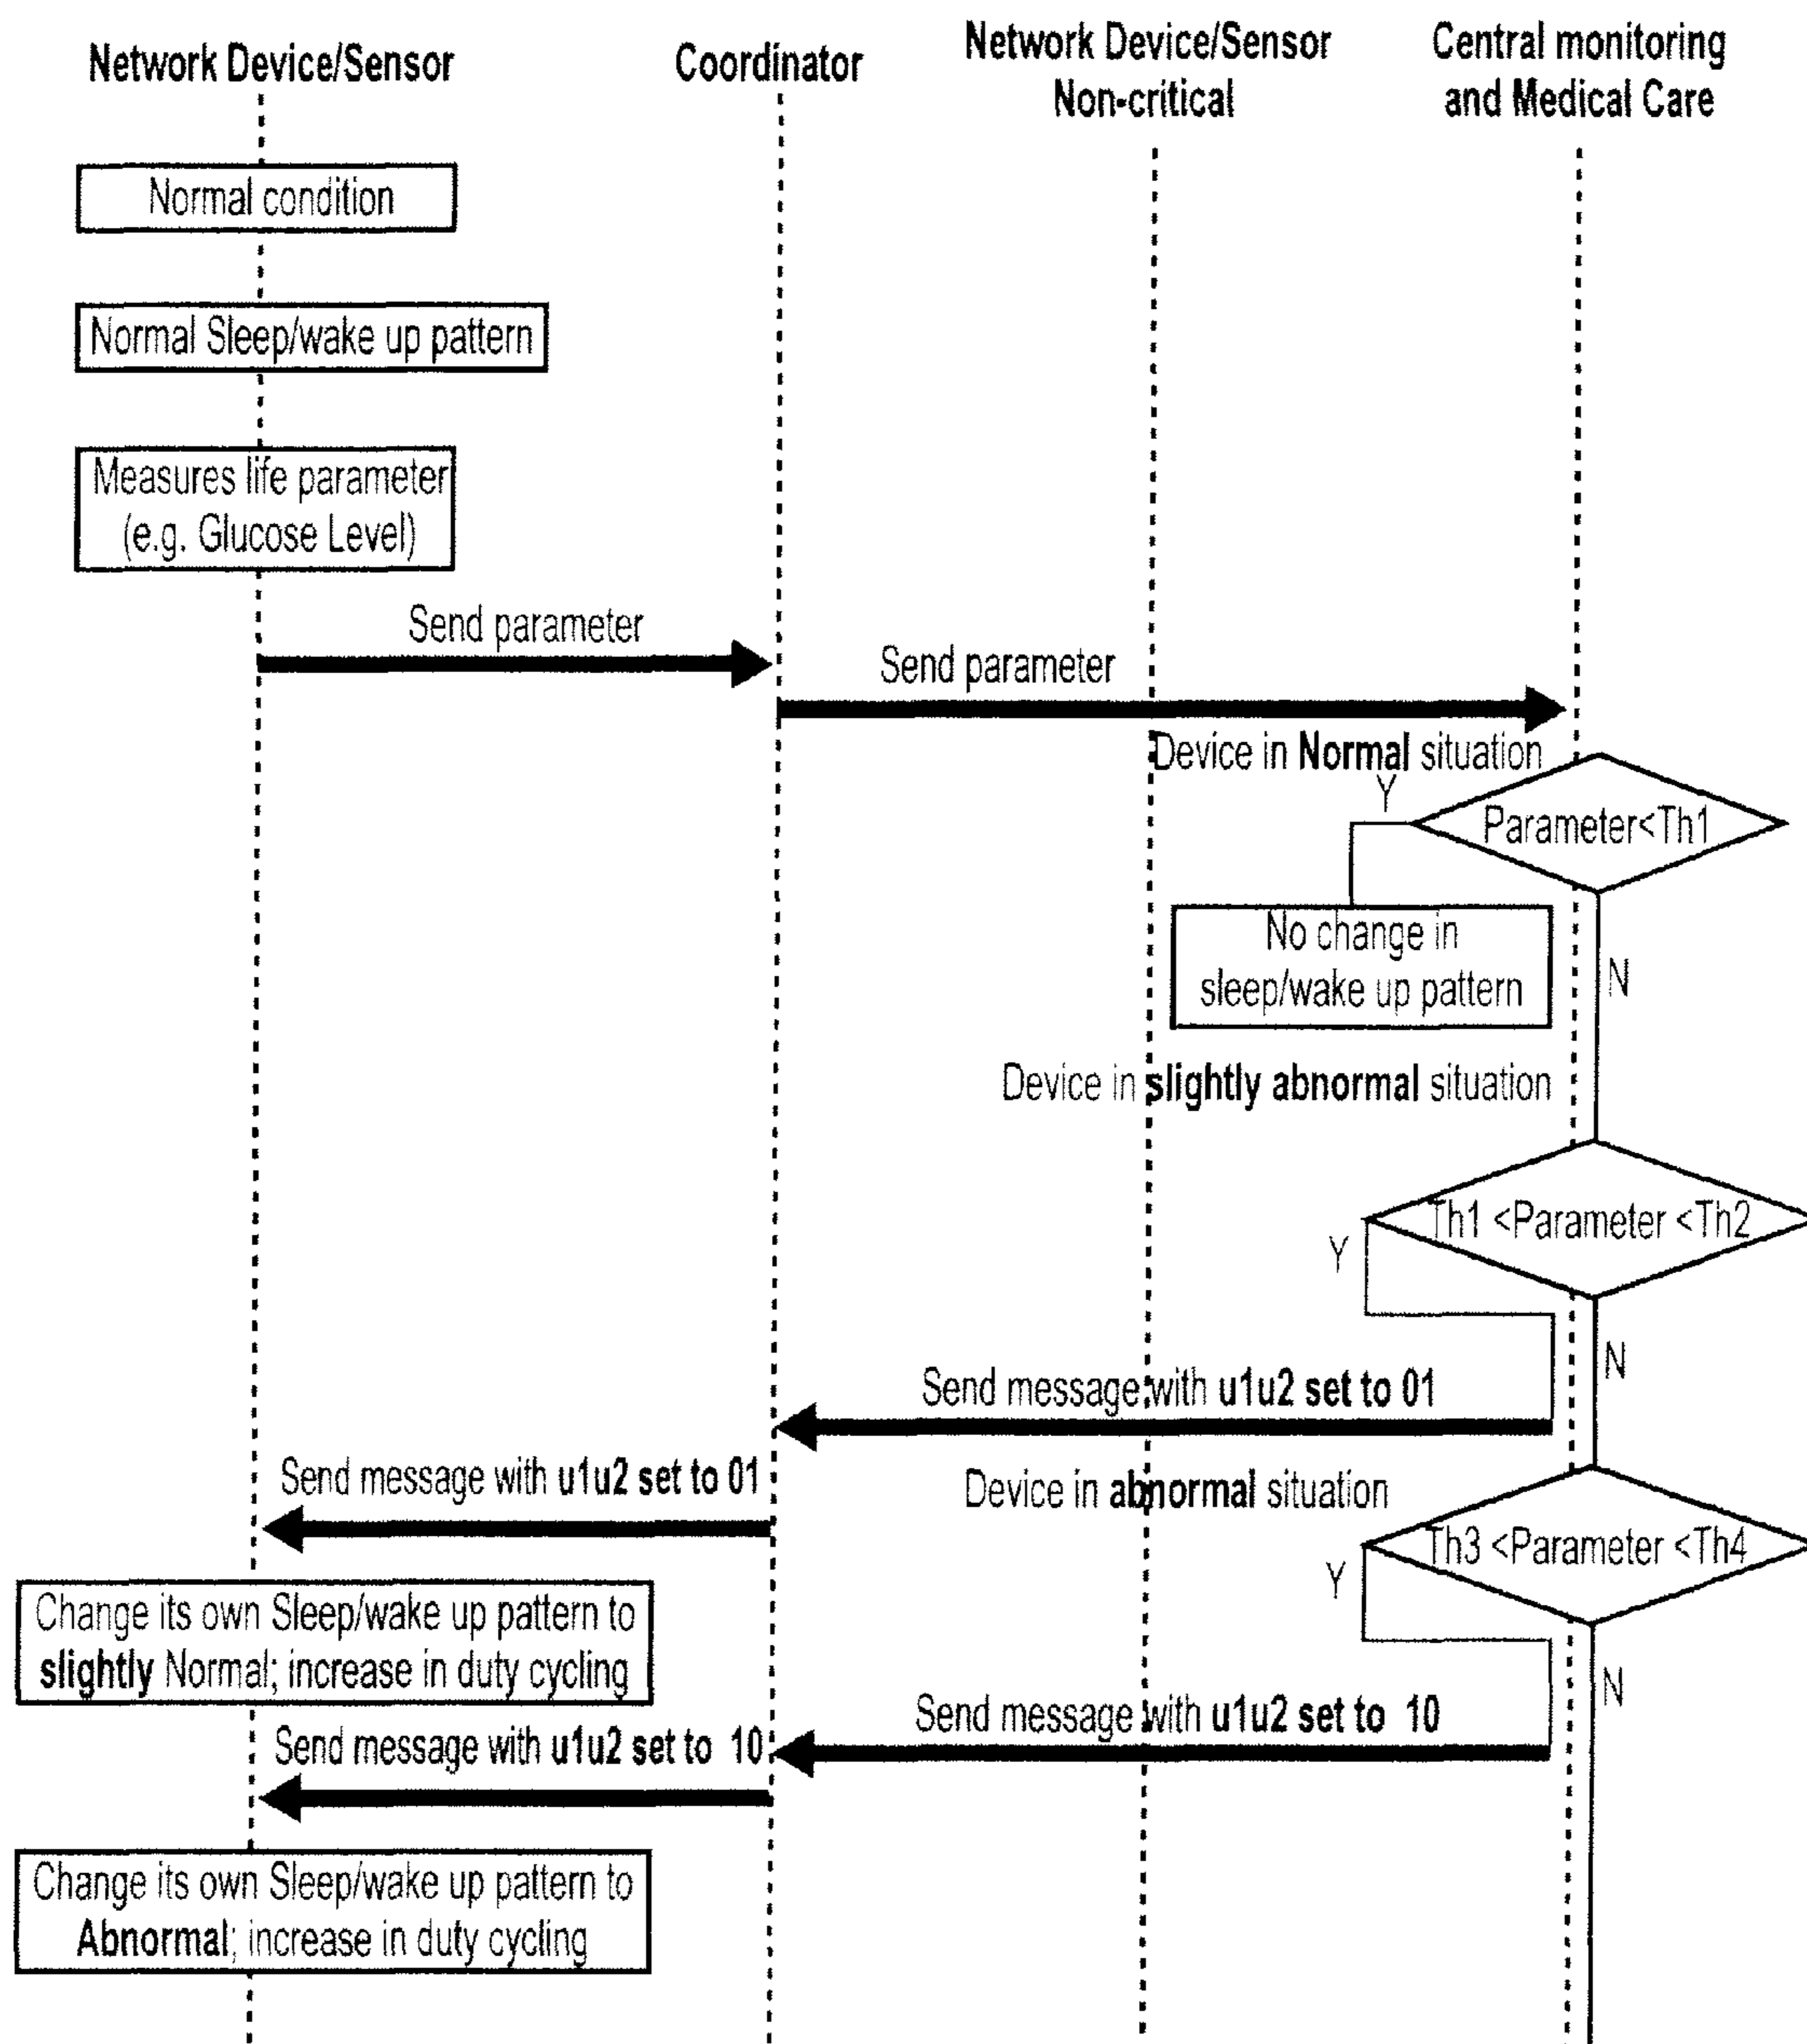 Network Device/Sensor
Coordinator
Network Device/Sensor
Non-critical
Central monitoring
and Medical Care
Normal condition
Normal Sleep/wake up pattern
Measures life parameter
(e.g. Glucose Level)
Send parameter
Send parameter
Device in Normal situation
Y
Parameter<Th1
No change in
sleep/wake up pattern
N
Device in slightly abnormal situation
Th1 <Parameter <Th2
Y
N
Send message with u1u2 set to 01
Send message with u1u2 set to 01
Device in abnormal situation
Th3 <Parameter <Th4
Y
Change its own Sleep/wake up pattern to
slightly Normal; increase in duty cycling
N
Send message with u1u2 set to 10
Send message with u1u2 set to 10
Change its own Sleep/wake up pattern to
Abnormal; increase in duty cycling